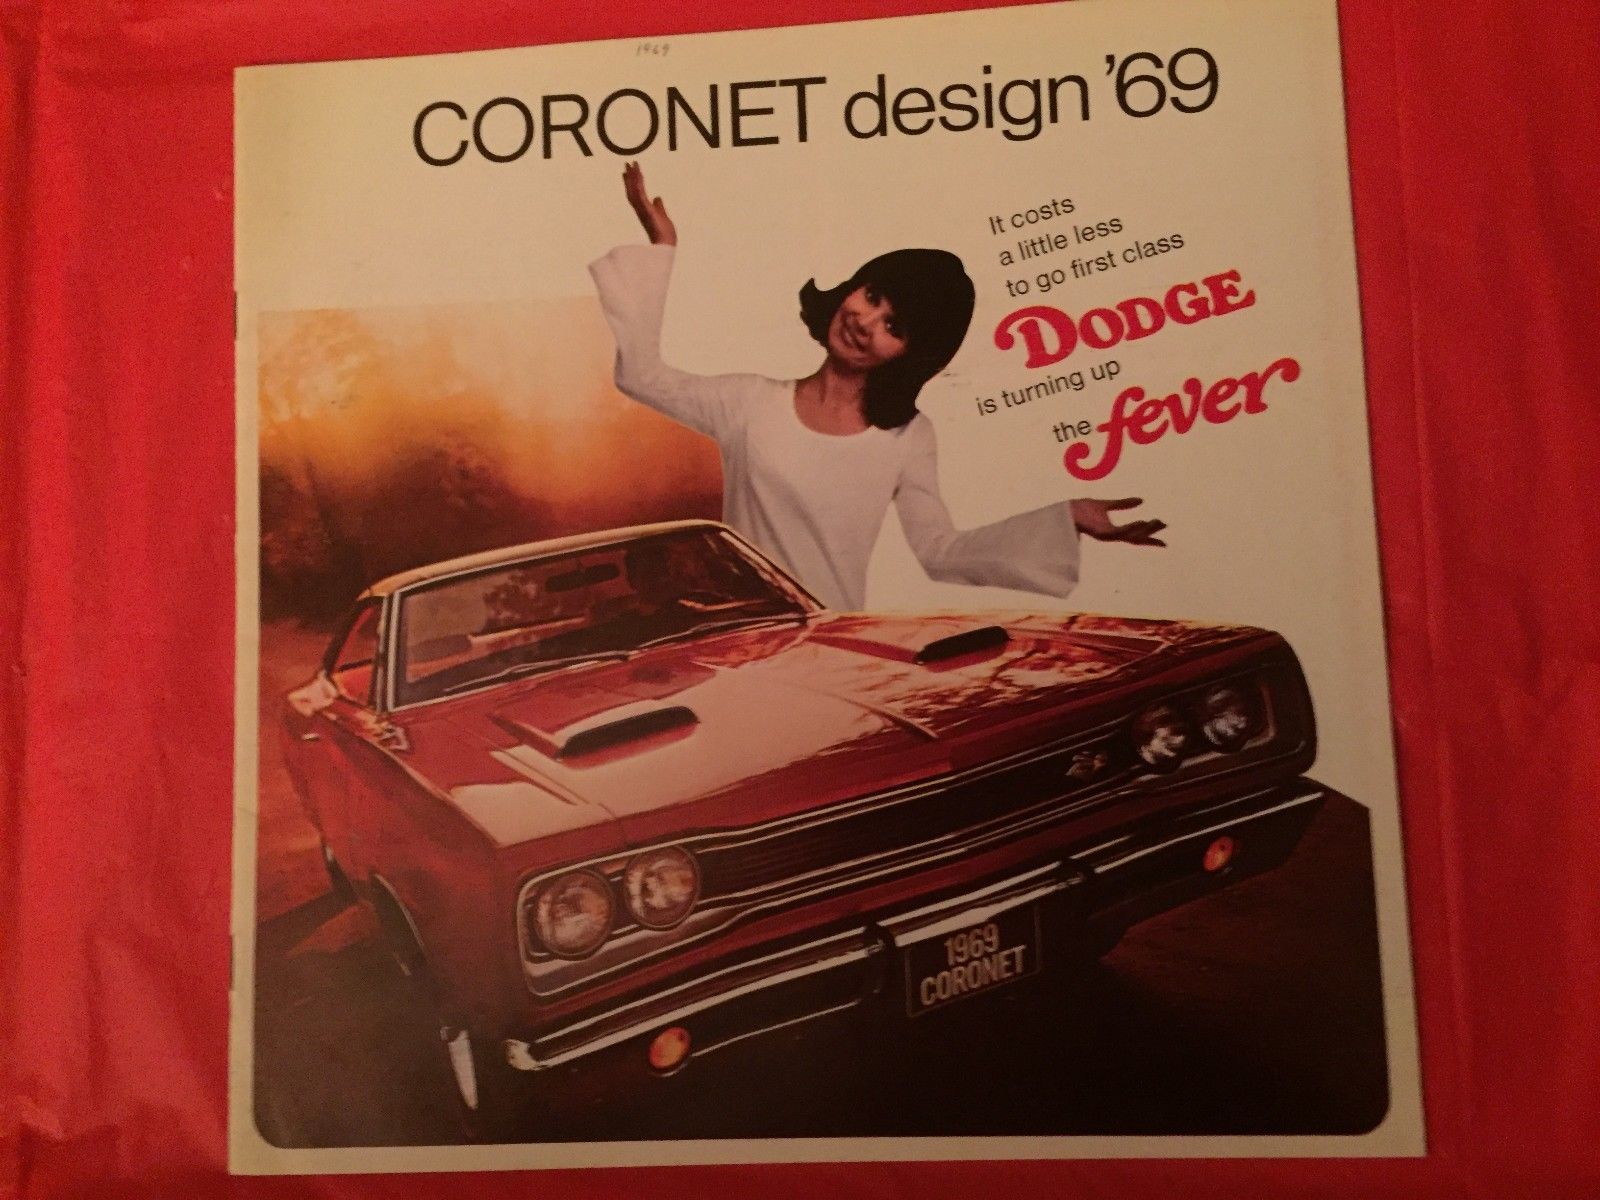 1969
CORONET design '69
It costs
a little less
to go first class
DODGE
is turning up
the fever
1969
CORONET